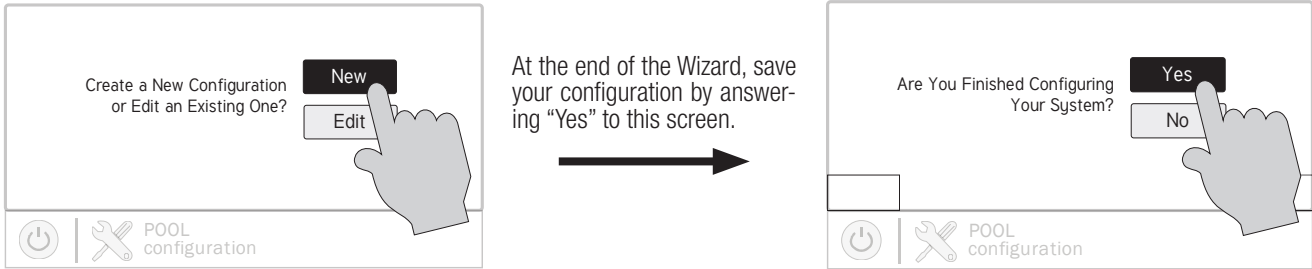 Create a New Configuration
or Edit an Existing One?
New
Edit
POOL
configuration
At the end of the Wizard, save
your configuration by answer-
ing “Yes” to this screen.
Are You Finished Configuring
Your System?
Yes
No
POOL
configuration